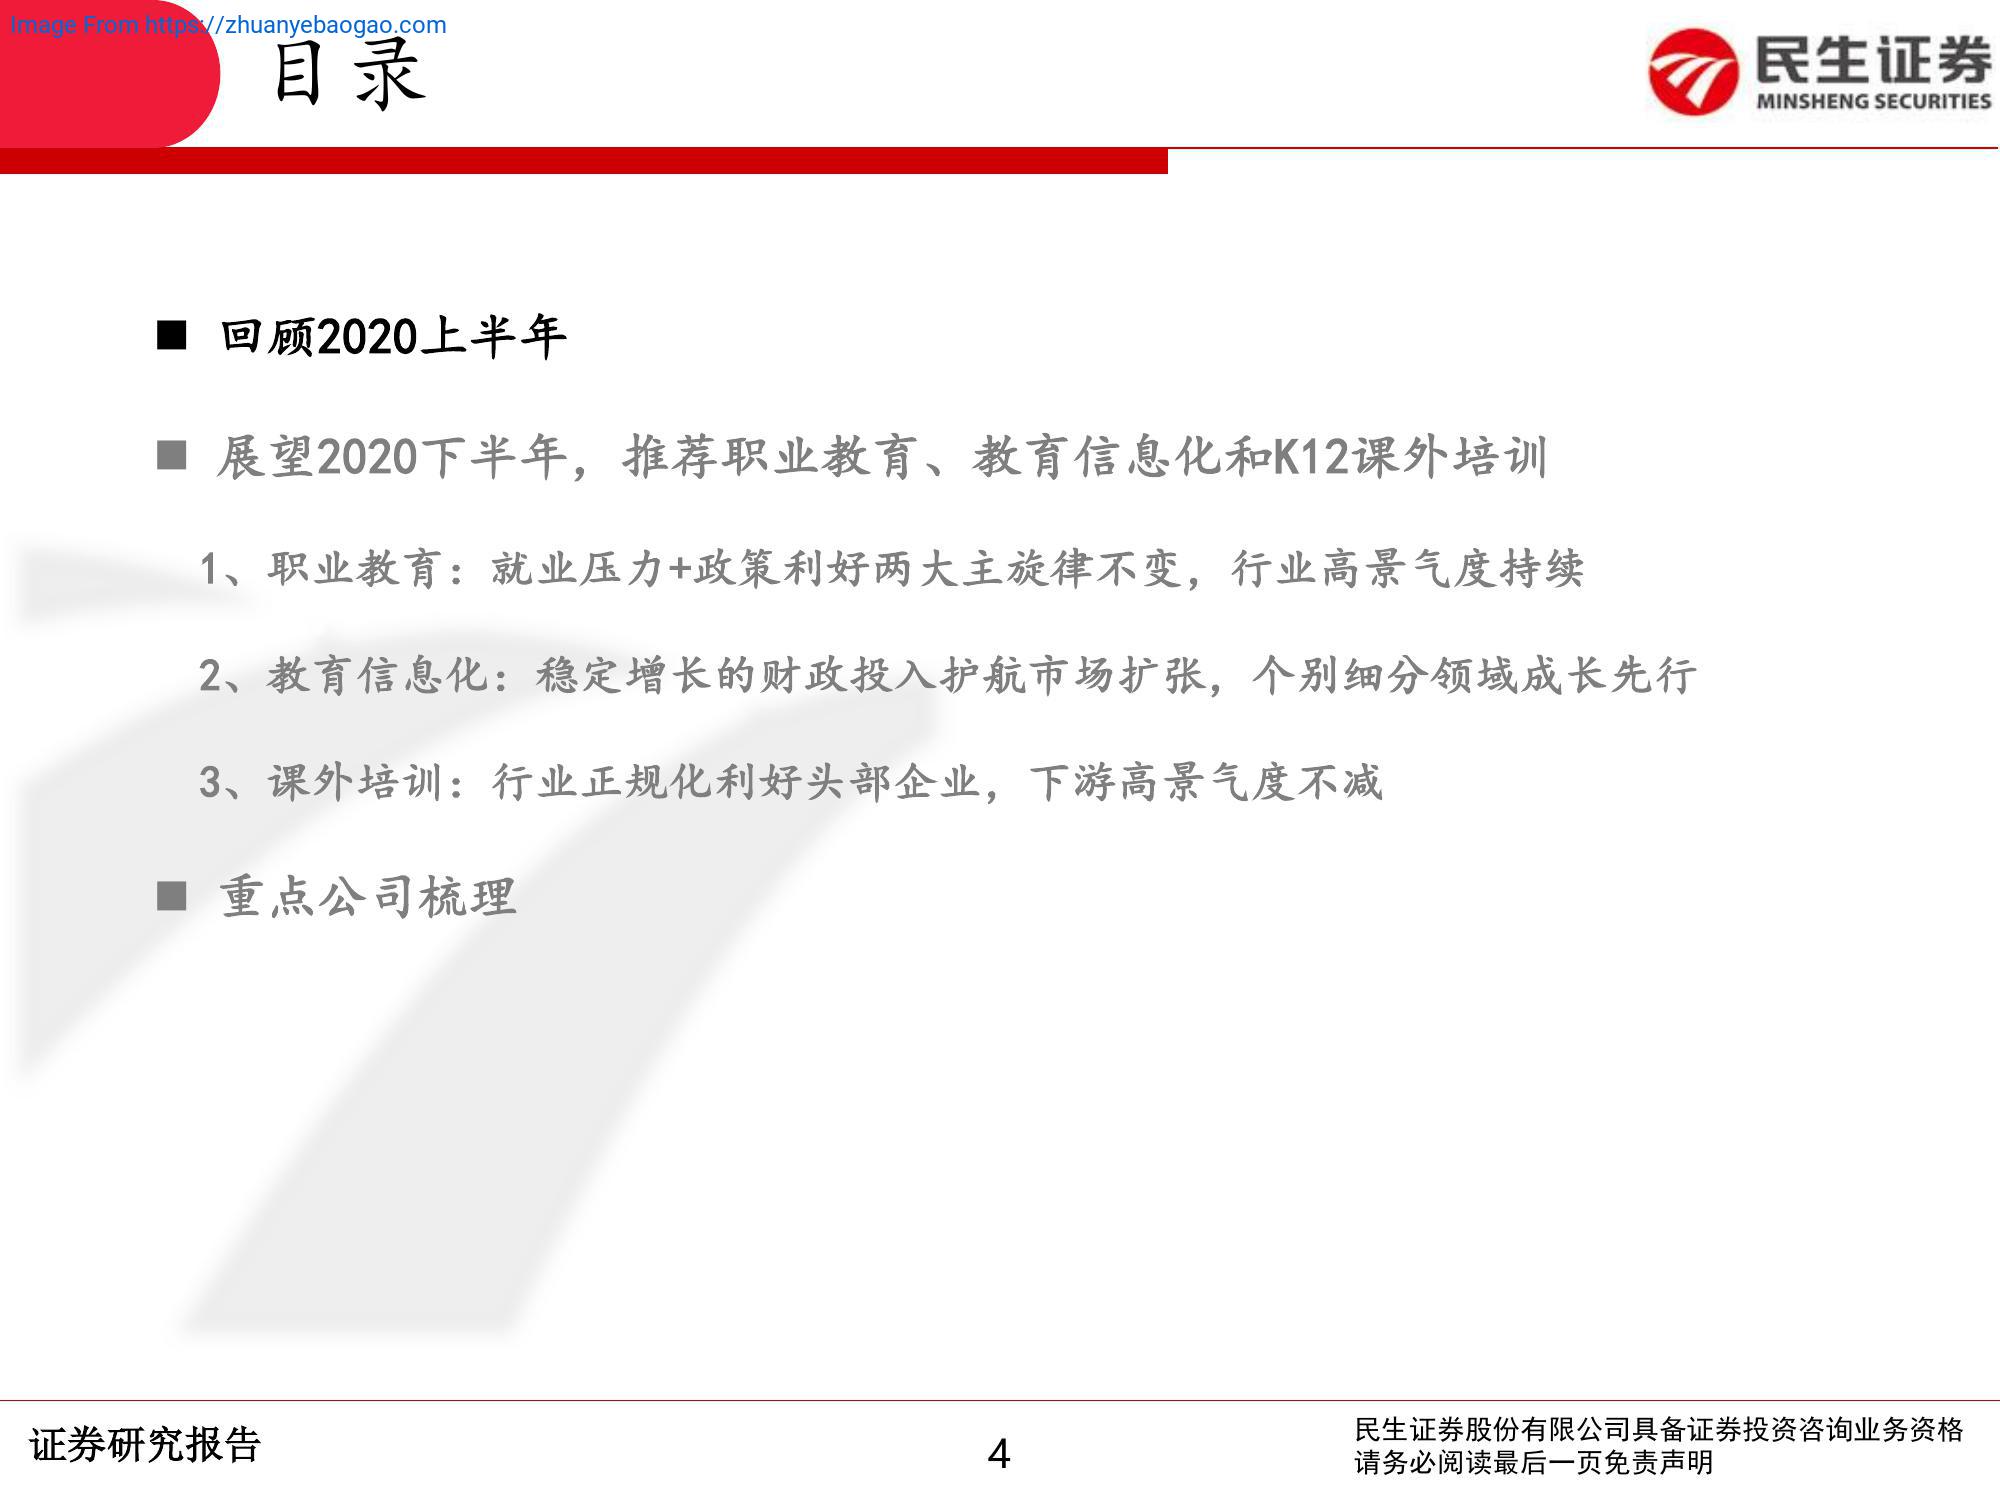 Image From https://zhuanyebaogao.com
目录
民生证券
MINSHENG SECURITIES
■ 回顾2020上半年
■ 展望2020下半年，推荐职业教育、教育信息化和K12课外培训
1、职业教育：就业压力+政策利好两大主旋律不变，行业高景气度持续
2、教育信息化：稳定增长的财政投入护航市场扩张，个别细分领域成长先行
3、课外培训：行业正规化利好头部企业，下游高景气度不减
■ 重点公司梳理
证券研究报告
4
民生证券股份有限公司具备证券投资咨询业务资格
请务必阅读最后一页免责声明